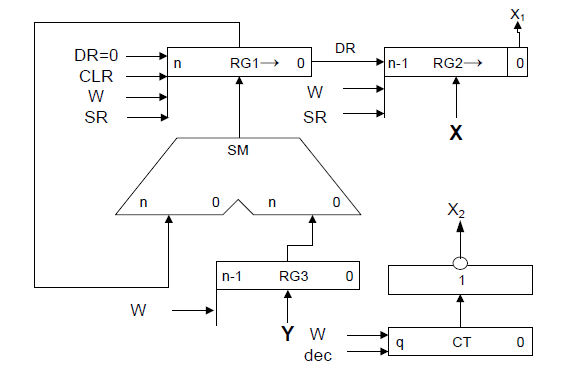 X1
DR=0
CLR
W
SR
n RG1→ 0
DR
n-1 RG2→ 0
W
SR
X
SM
n 0 n 0
X2
n-1 RG3 0
1
W
Y
W
dec
q CT 0